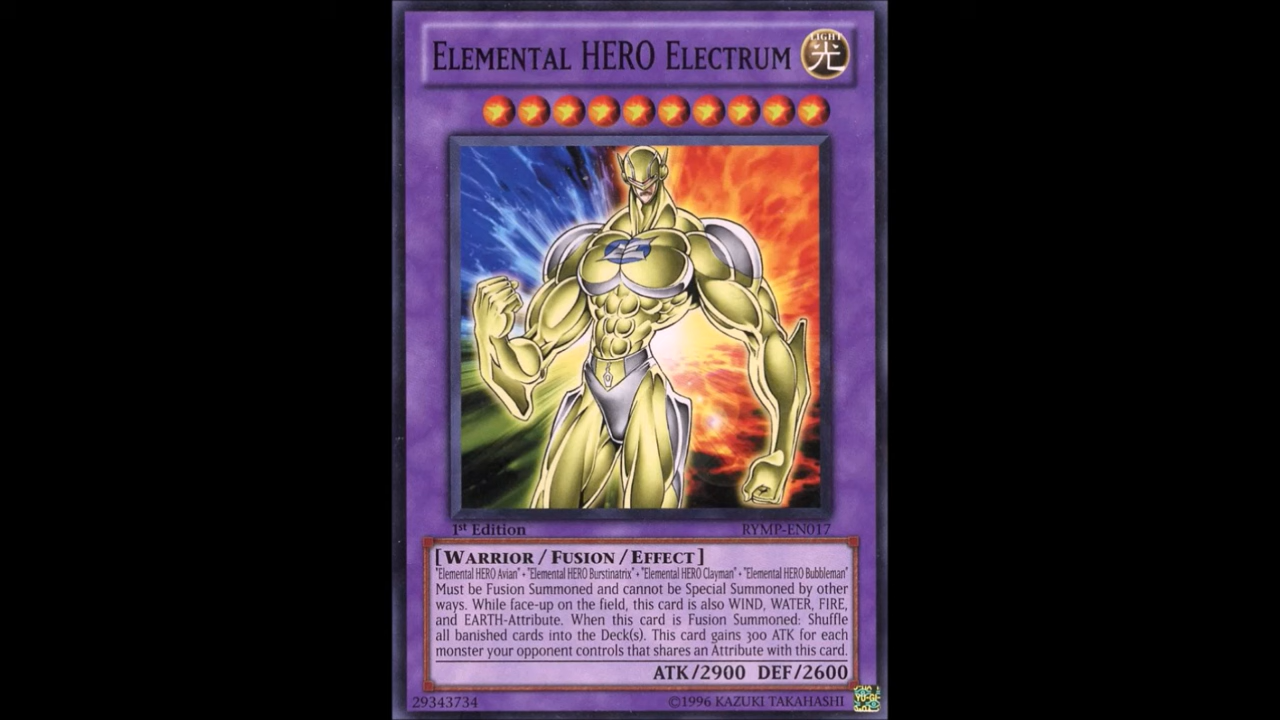 ELEMENTAL HERO ELECTRUM
LIGHT
光
1st Edition
RYMP-EN017
[WARRIOR / FUSION / EFFECT]
"Elemental HERO Avian" + "Elemental HERO Burstinatrix" + "Elemental HERO Clayman" + "Elemental HERO Bubbleman"
Must be Fusion Summoned and cannot be Special Summoned by other
ways. While face-up on the field, this card is also WIND, WATER, FIRE,
and EARTH-Attribute. When this card is Fusion Summoned: Shuffle
all banished cards into the Deck(s). This card gains 300 ATK for each
monster your opponent controls that shares an Attribute with this card.
ATK/2900 DEF/2600
29343734
©1996 KAZUKI TAKAHASHI